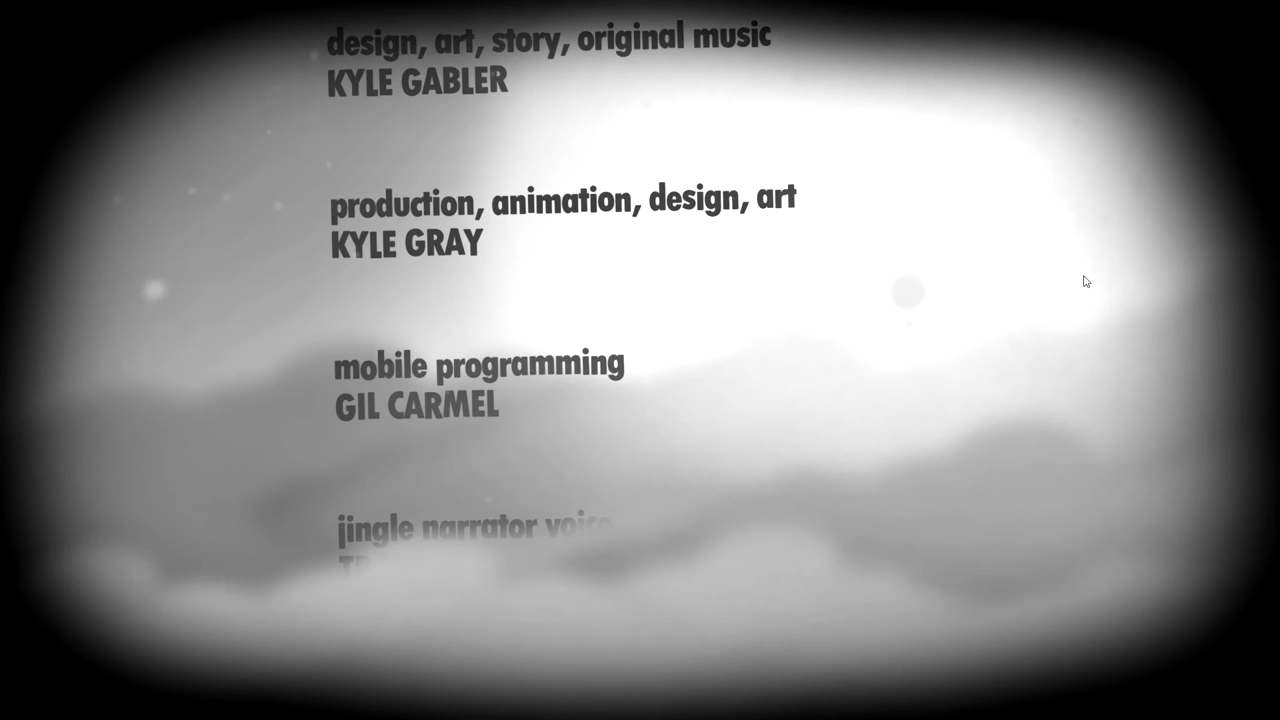 design, art, story, original music
KYLE GABLER
production, animation, design, art
KYLE GRAY
mobile programming
GIL CARMEL
jingle narrator voice